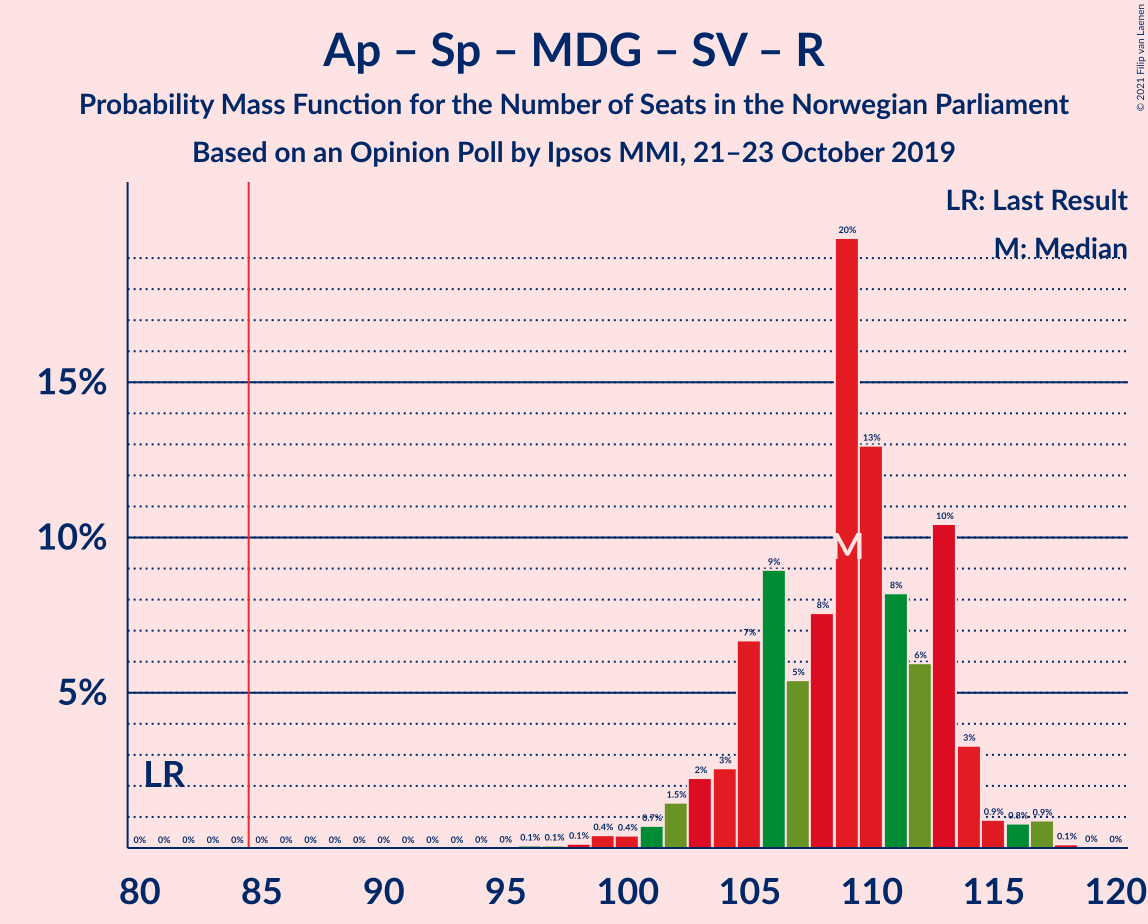 Ap – Sp – MDG – SV – R
Probability Mass Function for the Number of Seats in the Norwegian Parliament
Based on an Opinion Poll by Ipsos MMI, 21–23 October 2019
© 2021 Filip van Laenen
LR: Last Result
M: Median
15%
10%
5%
LR
M
0% 0% 0% 0% 0% 0% 0% 0% 0% 0% 0% 0% 0% 0% 0% 0% 0.1% 0.1% 0.1% 0.4% 0.4% 0.7% 1.5% 2% 3% 7% 9% 5% 8% 20% 13% 8% 6% 10% 3% 0.9% 0.8% 0.9% 0.1% 0% 0%
80 85 90 95 100 105 110 115 120